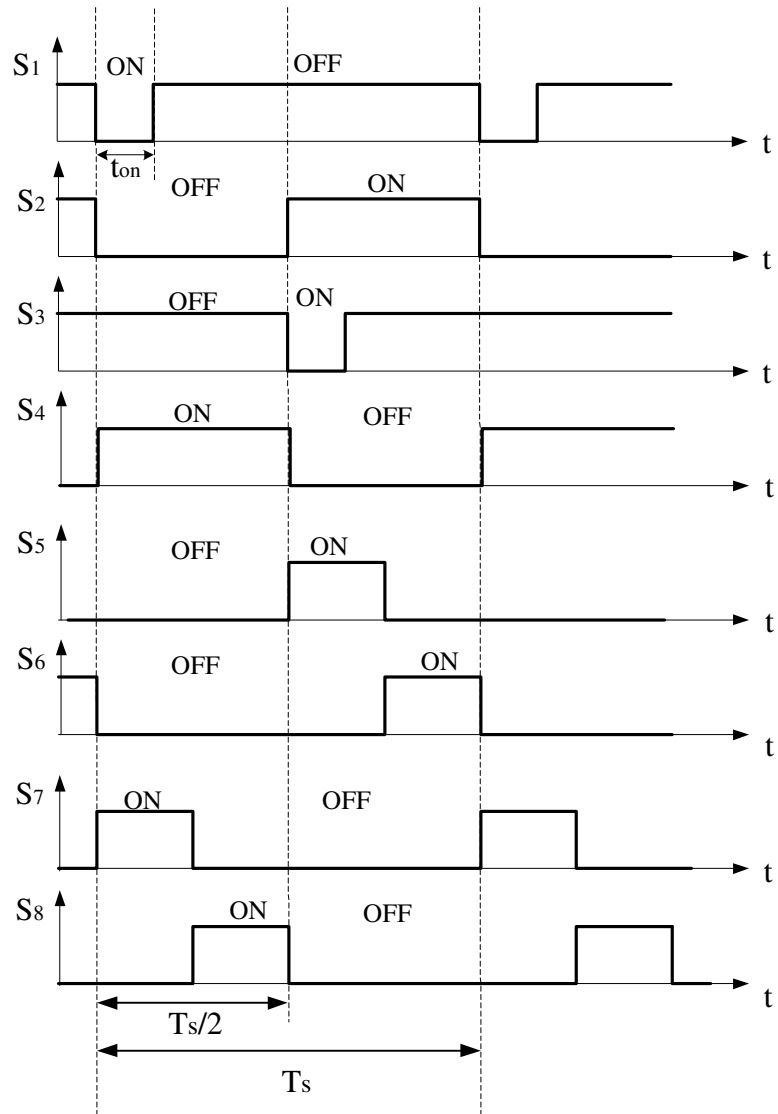 S1 ON OFF
t
ton
S2 OFF ON
t
S3 OFF ON
t
S4 ON OFF
t
S5 OFF ON
t
S6 OFF ON
t
S7 ON OFF
t
S8 ON OFF
t
Ts/2
Ts